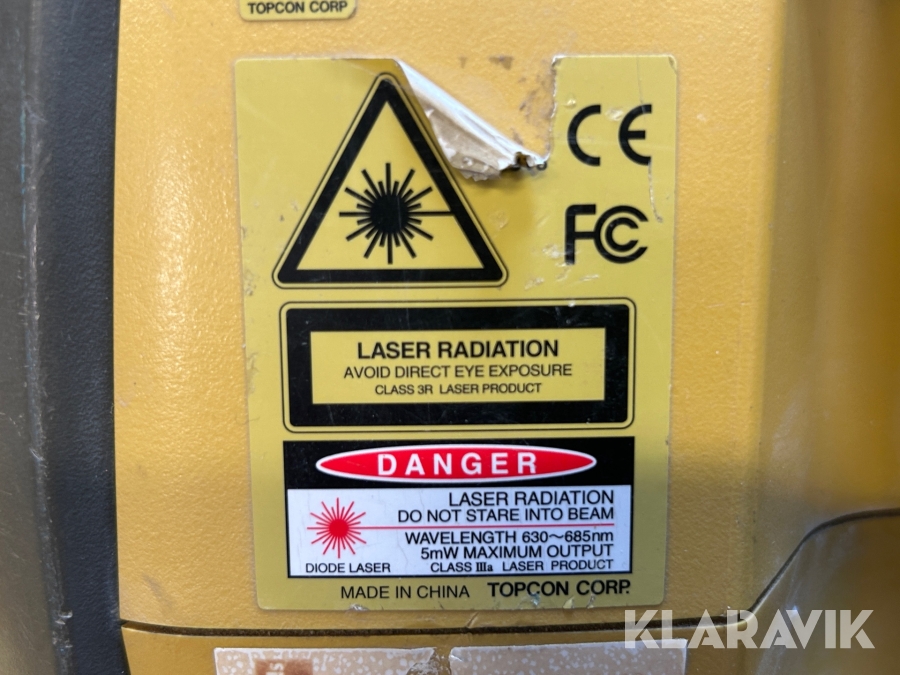 TOPCON CORP
CE
FC
LASER RADIATION
AVOID DIRECT EYE EXPOSURE
CLASS 3R LASER PRODUCT
DANGER
LASER RADIATION
DO NOT STARE INTO BEAM
WAVELENGTH 630~685nm
5mW MAXIMUM OUTPUT
CLASS IIIa LASER PRODUCT
DIODE LASER
MADE IN CHINA TOPCON CORP.
KLARAVIK